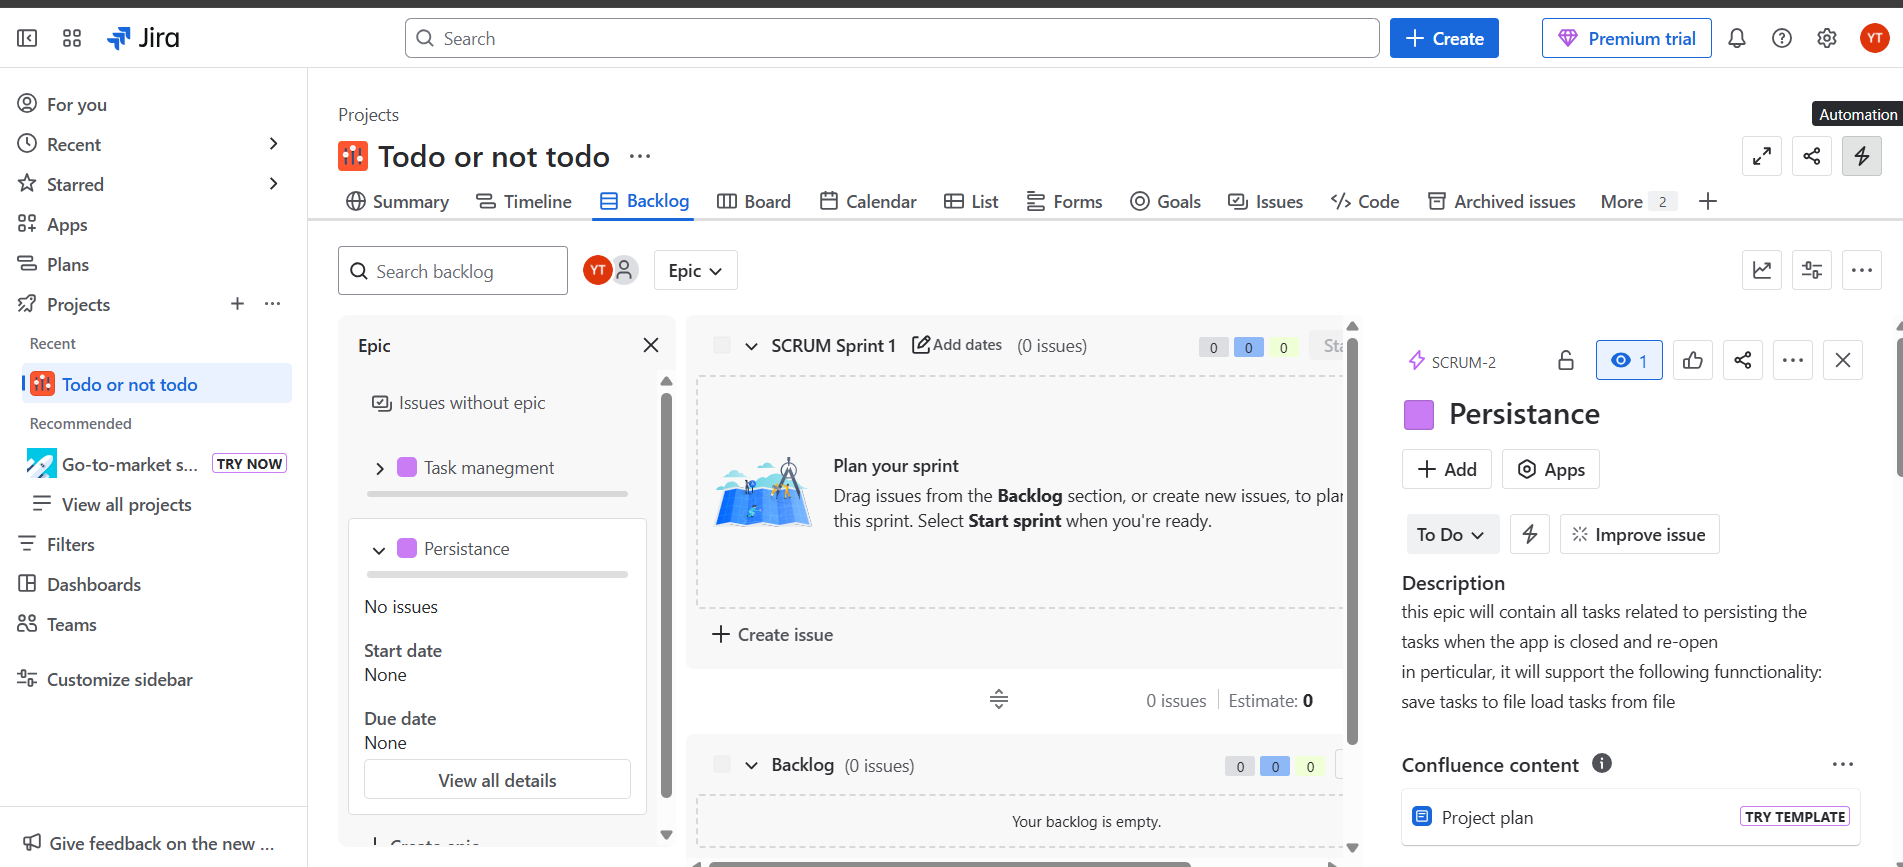 Jira
Search
Create
Premium trial
YT
For you
Recent
Starred
Apps
Plans
Projects
Recent
Todo or not todo
Recommended
Go-to-market s... TRY NOW
View all projects
Filters
Dashboards
Teams
Customize sidebar
Give feedback on the new ...
Projects
Automation
Todo or not todo
Summary Timeline Backlog Board Calendar List Forms Goals Issues Code Archived issues More 2
Search backlog
YT
Epic
Epic
Issues without epic
Task manegment
Persistance
No issues
Start date
None
Due date
None
View all details
Create epic
SCRUM Sprint 1 Add dates (0 issues) 0 0 0 Sta
Plan your sprint
Drag issues from the Backlog section, or create new issues, to plan
this sprint. Select Start sprint when you're ready.
Create issue
0 issues Estimate: 0
Backlog (0 issues) 0 0 0
Your backlog is empty.
SCRUM-2
1
Persistance
Add
Apps
To Do
Improve issue
Description
this epic will contain all tasks related to persisting the
tasks when the app is closed and re-open
in perticular, it will support the following funnctionality:
save tasks to file load tasks from file
Confluence content
Project plan TRY TEMPLATE